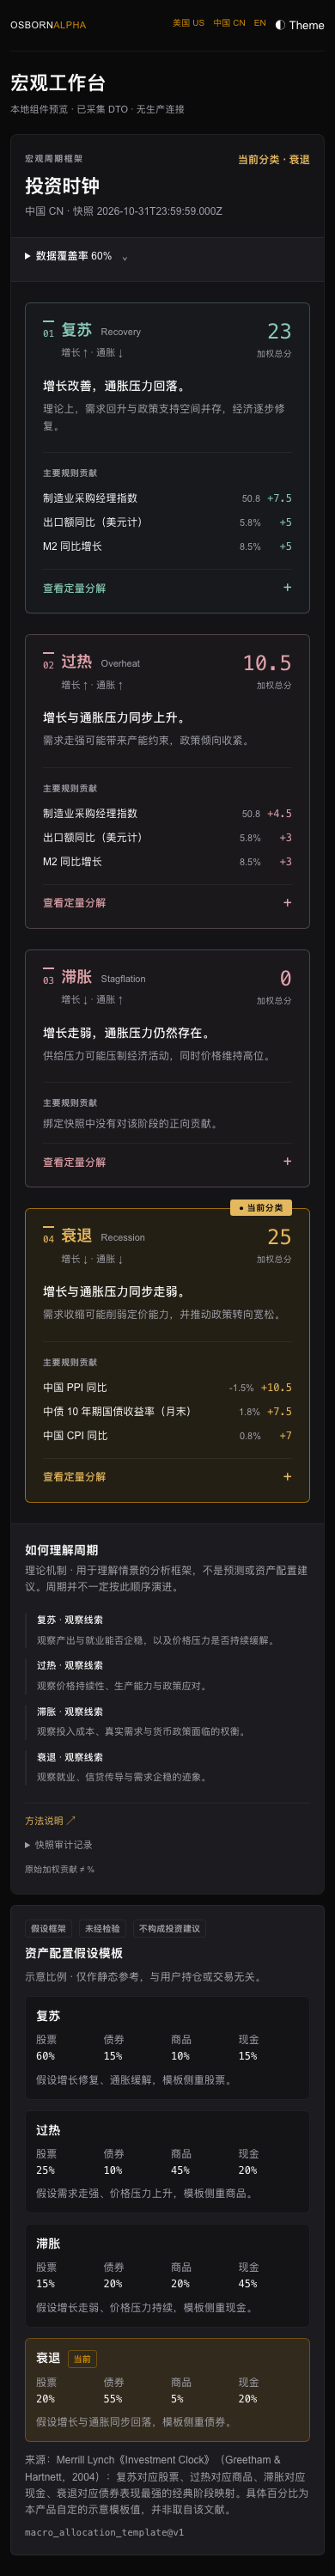 OSBORNALPHA 美国 US 中国 CN EN Theme
宏观工作台
本地组件预览 · 已采集 DTO · 无生产连接
宏观周期框架 当前分类 · 衰退
投资时钟
中国 CN · 快照 2026-10-31T23:59:59.000Z
数据覆盖率 60%
01 复苏 Recovery 23
增长 ↑ · 通胀 ↓ 加权总分
增长改善，通胀压力回落。
理论上，需求回升与政策支持空间并存，经济逐步修
复。
主要规则贡献
制造业采购经理指数 50.8 +7.5
出口额同比（美元计） 5.8% +5
M2 同比增长 8.5% +5
查看定量分解 +
02 过热 Overheat 10.5
增长 ↑ · 通胀 ↑ 加权总分
增长与通胀压力同步上升。
需求走强可能带来产能约束，政策倾向收紧。
主要规则贡献
制造业采购经理指数 50.8 +4.5
出口额同比（美元计） 5.8% +3
M2 同比增长 8.5% +3
查看定量分解 +
03 滞胀 Stagflation 0
增长 ↓ · 通胀 ↑ 加权总分
增长走弱，通胀压力仍然存在。
供给压力可能压制经济活动，同时价格维持高位。
主要规则贡献
绑定快照中没有对该阶段的正向贡献。
查看定量分解 +
• 当前分类
04 衰退 Recession 25
增长 ↓ · 通胀 ↓ 加权总分
增长与通胀压力同步走弱。
需求收缩可能削弱定价能力，并推动政策转向宽松。
主要规则贡献
中国 PPI 同比 -1.5% +10.5
中债 10 年期国债收益率（月末） 1.8% +7.5
中国 CPI 同比 0.8% +7
查看定量分解 +
如何理解周期
理论机制 · 用于理解情景的分析框架，不是预测或资产配置建
议。周期并不一定按此顺序演进。
复苏 · 观察线索
观察产出与就业能否企稳，以及价格压力是否持续缓解。
过热 · 观察线索
观察价格持续性、生产能力与政策应对。
滞胀 · 观察线索
观察投入成本、真实需求与货币政策面临的权衡。
衰退 · 观察线索
观察就业、信贷传导与需求企稳的迹象。
方法说明 ↗
快照审计记录
原始加权贡献 ≠ %
假设框架 未经检验 不构成投资建议
资产配置假设模板
示意比例 · 仅作静态参考，与用户持仓或交易无关。
复苏
股票 债券 商品 现金
60% 15% 10% 15%
假设增长修复、通胀缓解，模板侧重股票。
过热
股票 债券 商品 现金
25% 10% 45% 20%
假设需求走强、价格压力上升，模板侧重商品。
滞胀
股票 债券 商品 现金
15% 20% 20% 45%
假设增长走弱、价格压力持续，模板侧重现金。
衰退 当前
股票 债券 商品 现金
20% 55% 5% 20%
假设增长与通胀同步回落，模板侧重债券。
来源：Merrill Lynch《Investment Clock》（Greetham &
Hartnett，2004）：复苏对应股票、过热对应商品、滞胀对应
现金、衰退对应债券表现最强的经典阶段映射。具体百分比为
本产品自定的示意模板值，并非取自该文献。
macro_allocation_template@v1